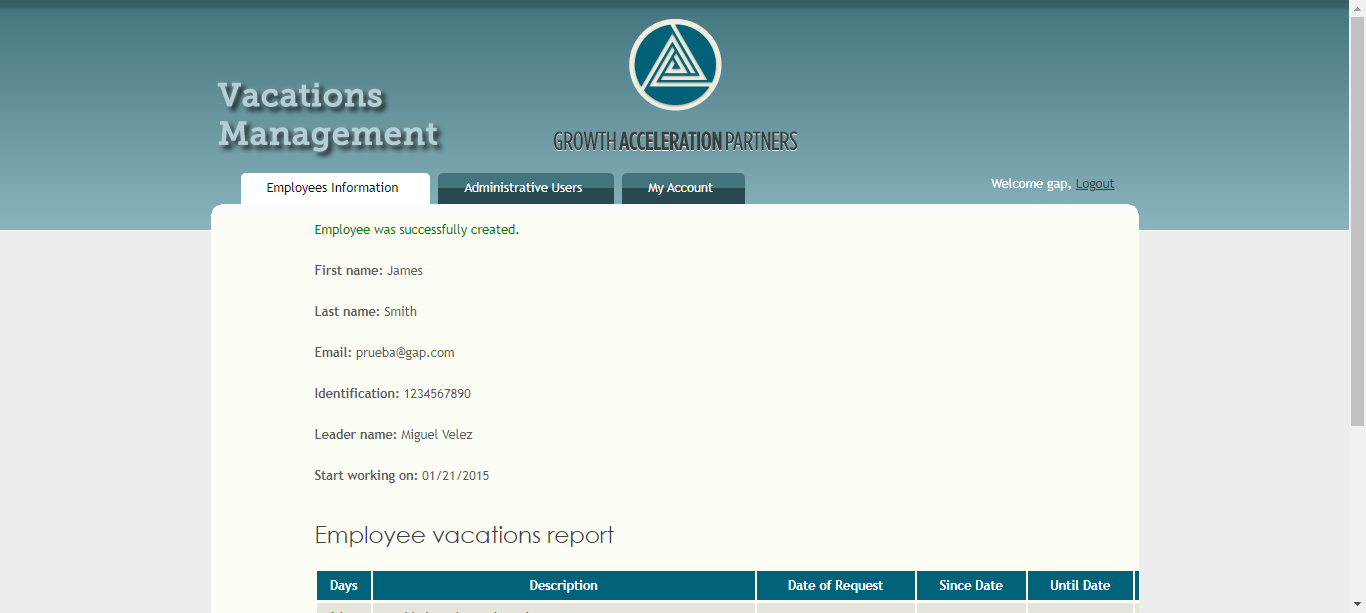 Vacations
Management
GROWTH ACCELERATION PARTNERS
Employees Information
Administrative Users
My Account
Welcome gap, Logout
Employee was successfully created.
First name: James
Last name: Smith
Email: prueba@gap.com
Identification: 1234567890
Leader name: Miguel Velez
Start working on: 01/21/2015
Employee vacations report
Days
Description
Date of Request
Since Date
Until Date